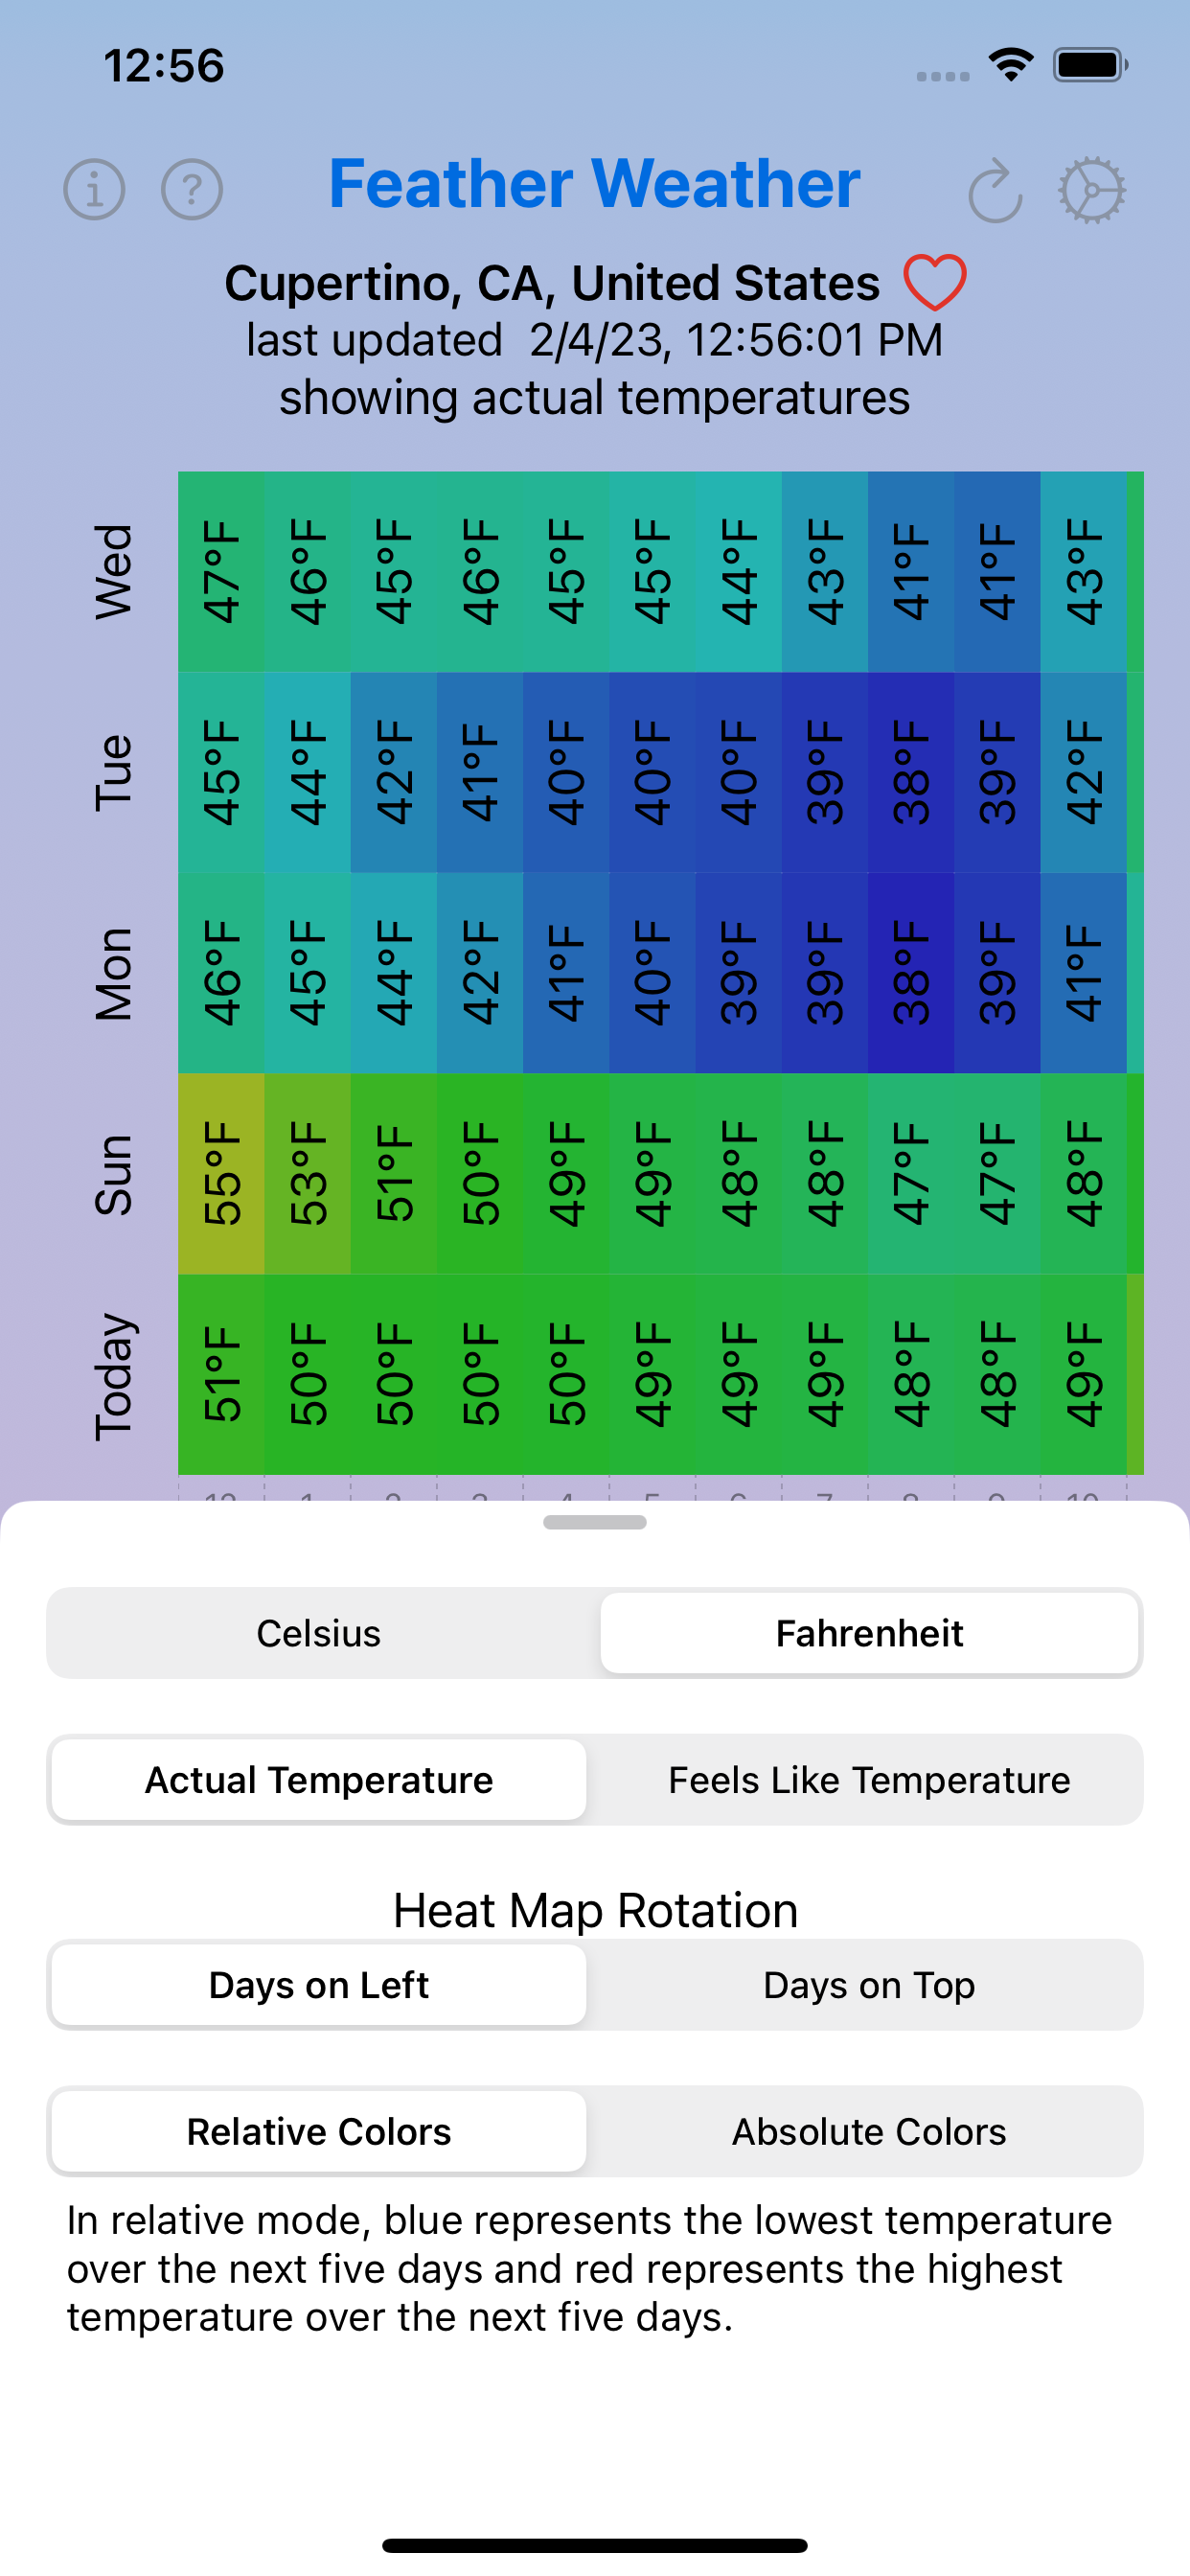 12:56
Feather Weather
Cupertino, CA, United States
last updated 2/4/23, 12:56:01 PM
showing actual temperatures
Wed 47°F 46°F 45°F 46°F 45°F 45°F 44°F 43°F 41°F 41°F 43°F
Tue 45°F 44°F 42°F 41°F 40°F 40°F 40°F 39°F 38°F 39°F 42°F
Mon 46°F 45°F 44°F 42°F 41°F 40°F 39°F 39°F 38°F 39°F 41°F
Sun 55°F 53°F 51°F 50°F 49°F 49°F 48°F 48°F 47°F 47°F 48°F
Today 51°F 50°F 50°F 50°F 50°F 49°F 49°F 49°F 48°F 48°F 49°F
Celsius Fahrenheit
Actual Temperature Feels Like Temperature
Heat Map Rotation
Days on Left Days on Top
Relative Colors Absolute Colors
In relative mode, blue represents the lowest temperature
over the next five days and red represents the highest
temperature over the next five days.